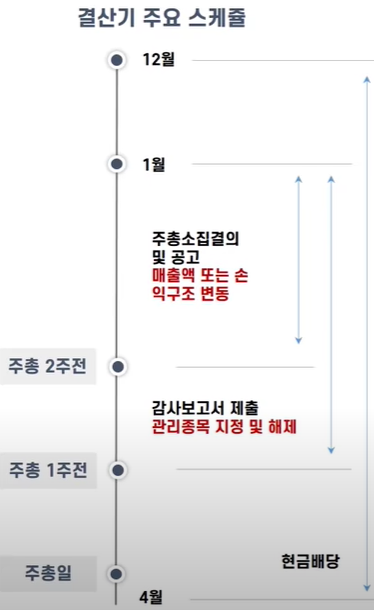 결산기 주요 스케쥴
12월
1월
주총소집결의
및 공고
매출액 또는 손
익구조 변동
주총 2주전
감사보고서 제출
관리종목 지정 및 해제
주총 1주전
현금배당
주총일
4월